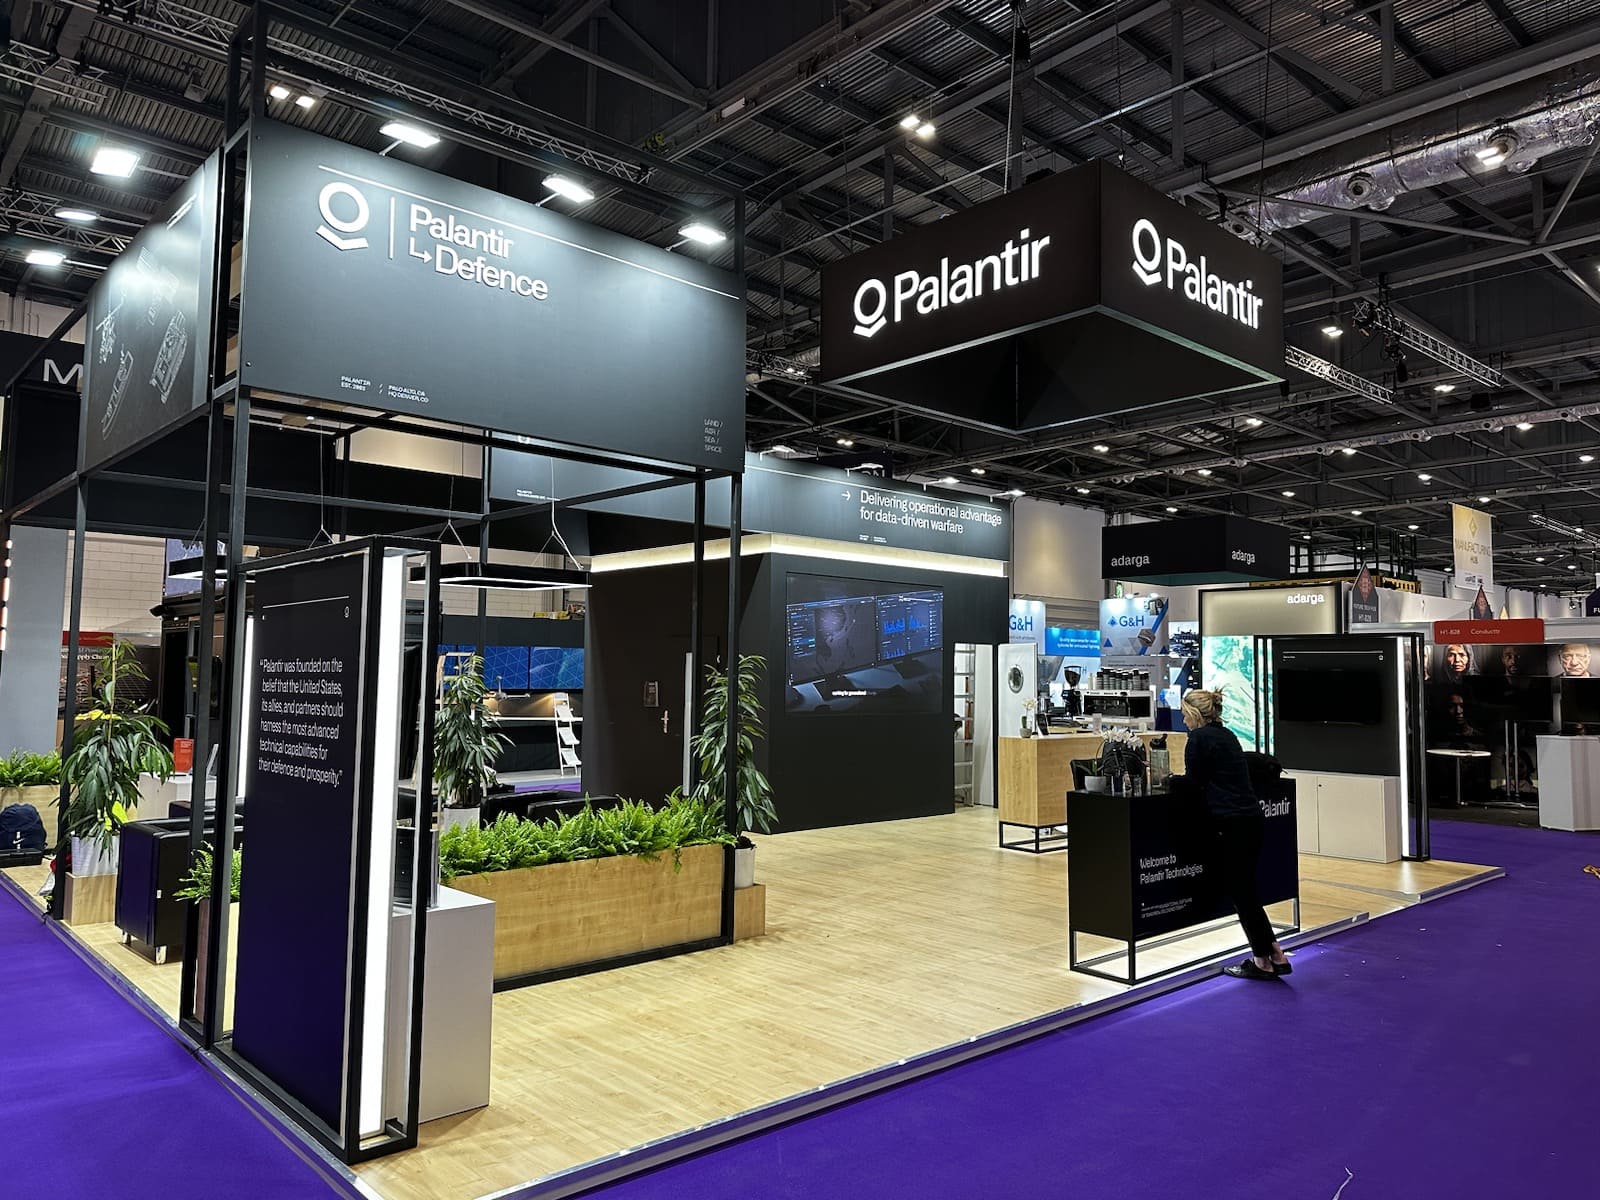 Palantir
↳Defence
PALANTIR
EST. 2003
/
/
PALO ALTO, CA
HQ DENVER, CO
LAND /
AIR /
SEA /
SPACE
Palantir
Palantir
M
→ Delivering operational advantage
for data-driven warfare
adarga
adarga
adarga
MANUFACTURING
HUB
G&H
G&H
H1-828 Conductr
"Palantir was founded on the
belief that the United States,
its allies, and partners should
harness the most advanced
technical capabilities for
their defence and prosperity."
Palantir
Welcome to
Palantir Technologies